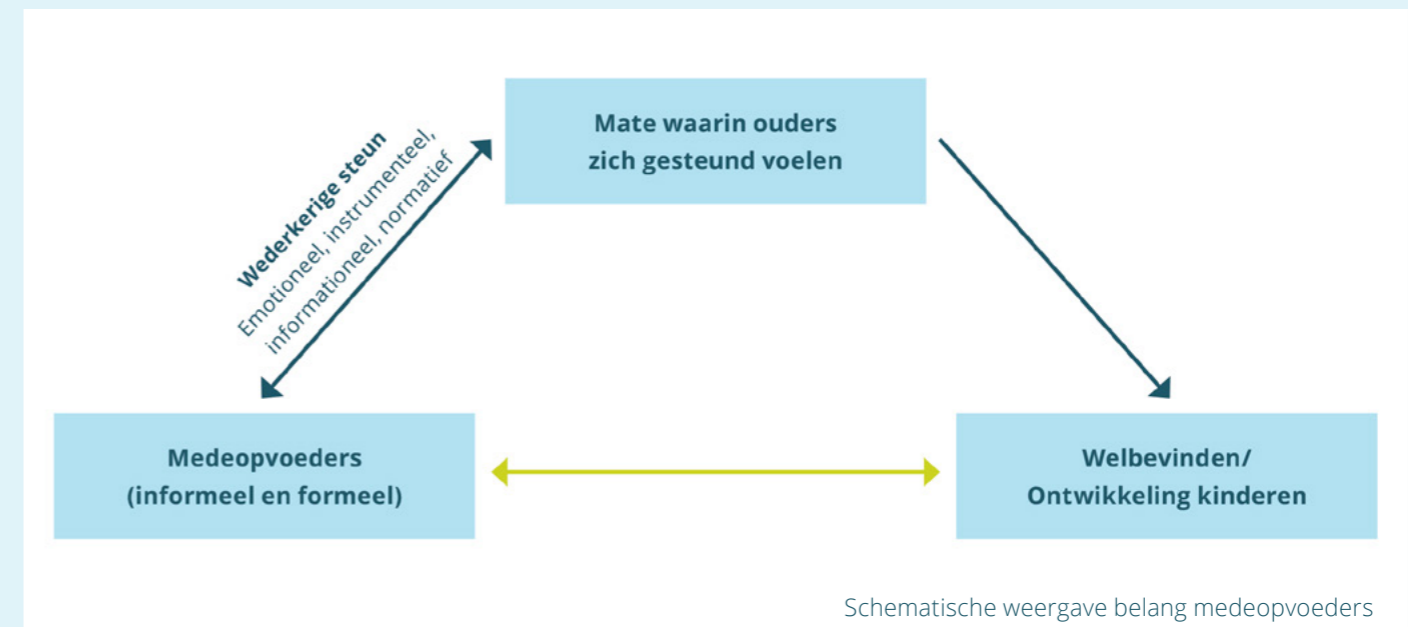 Mate waarin ouders
zich gesteund voelen
Wederkerige steun
Emotioneel, instrumenteel,
informationeel, normatief
Medeopvoeders
(informeel en formeel)
Welbevinden/
Ontwikkeling kinderen
Schematische weergave belang medeopvoeders